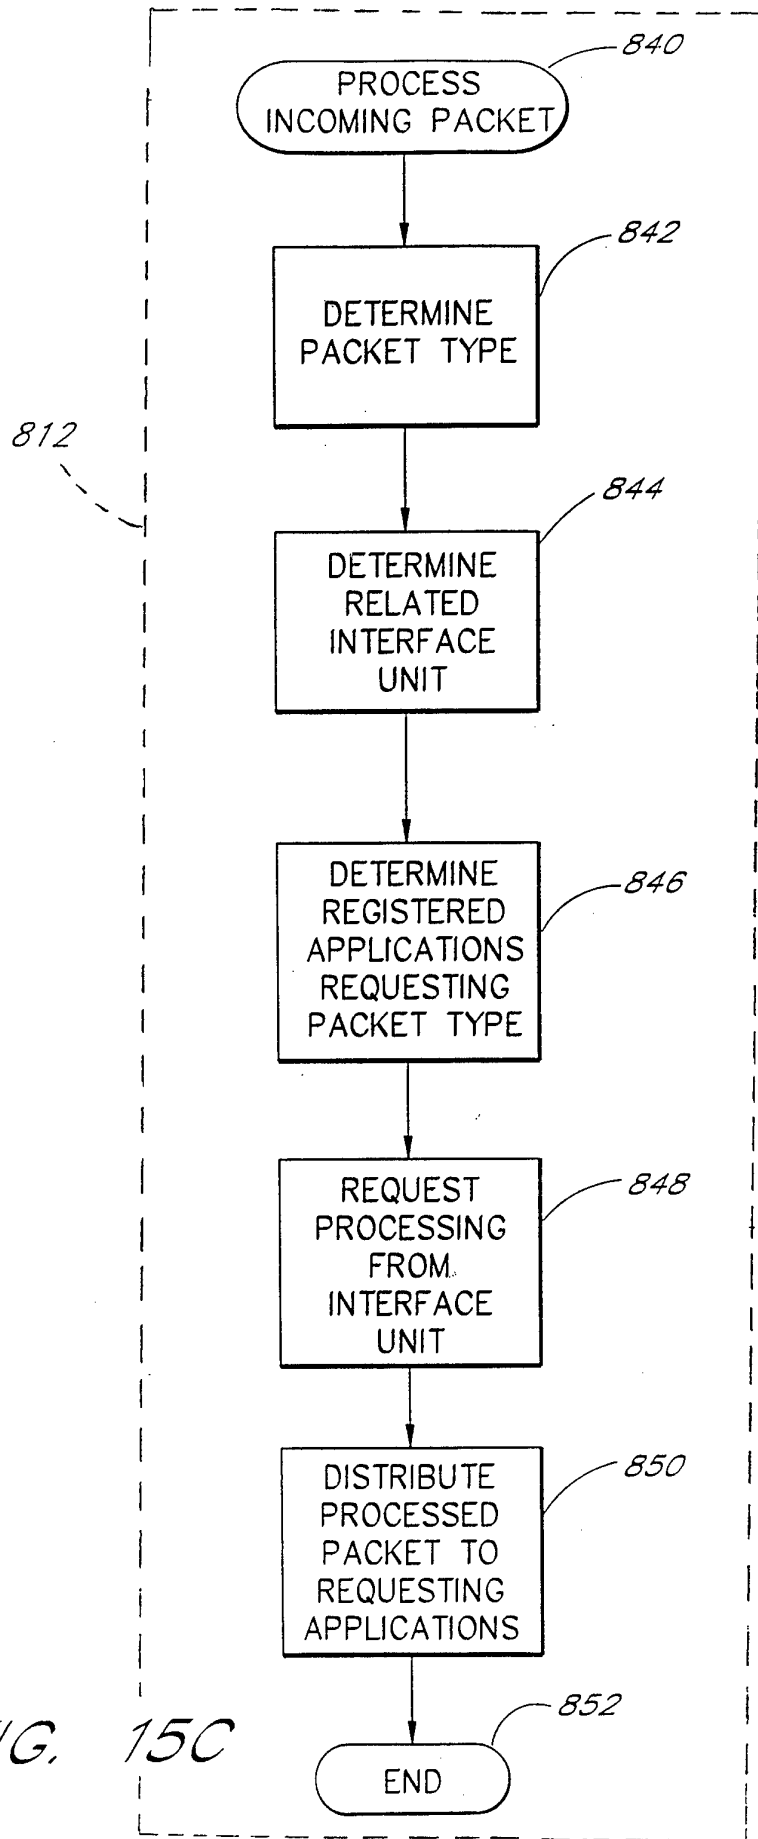 840
PROCESS
INCOMING PACKET
842
DETERMINE
PACKET TYPE
812
844
DETERMINE
RELATED
INTERFACE
UNIT
846
DETERMINE
REGISTERED
APPLICATIONS
REQUESTING
PACKET TYPE
848
REQUEST
PROCESSING
FROM
INTERFACE
UNIT
850
DISTRIBUTE
PROCESSED
PACKET TO
REQUESTING
APPLICATIONS
852
END
IG. 15C